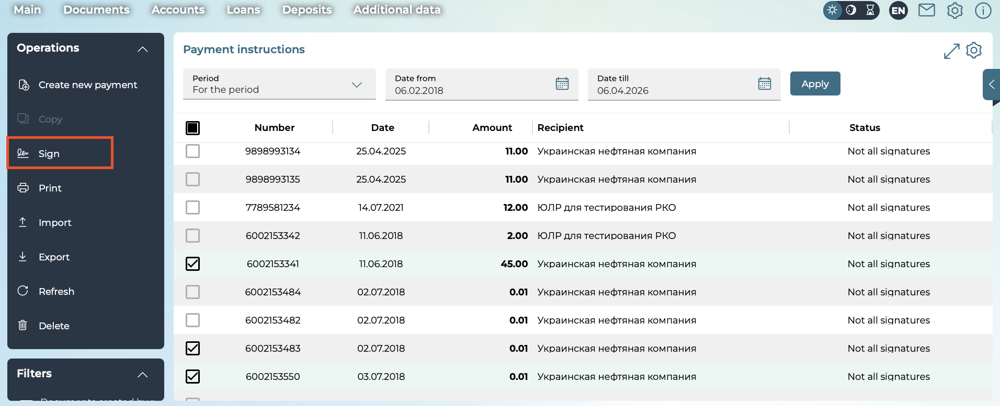 Main Documents Accounts Loans Deposits Additional data EN
Operations
Create new payment
Copy
Sign
Print
Import
Export
Refresh
Delete
Filters
Payment instructions
Period
For the period
Date from
06.02.2018
Date till
06.04.2026
Apply
Number Date Amount Recipient Status
9898993134 25.04.2025 11.00 Украинская нефтяная компания Not all signatures
9898993135 25.04.2025 11.00 Украинская нефтяная компания Not all signatures
7789581234 14.07.2021 12.00 ЮЛР для тестирования РКО Not all signatures
6002153342 11.06.2018 2.00 ЮЛР для тестирования РКО Not all signatures
6002153341 11.06.2018 45.00 Украинская нефтяная компания Not all signatures
6002153484 02.07.2018 0.01 Украинская нефтяная компания Not all signatures
6002153482 02.07.2018 0.01 Украинская нефтяная компания Not all signatures
6002153483 02.07.2018 0.01 Украинская нефтяная компания Not all signatures
6002153550 03.07.2018 0.01 Украинская нефтяная компания Not all signatures